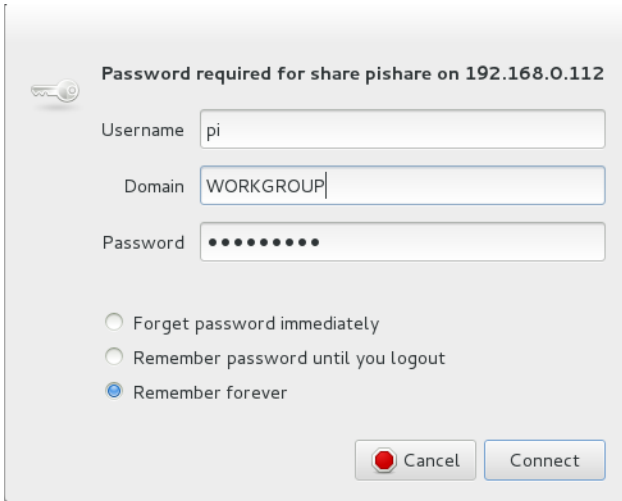 Password required for share pishare on 192.168.0.112
Username pi
Domain WORKGROUP
Password •••••••••
Forget password immediately
Remember password until you logout
Remember forever
Cancel Connect